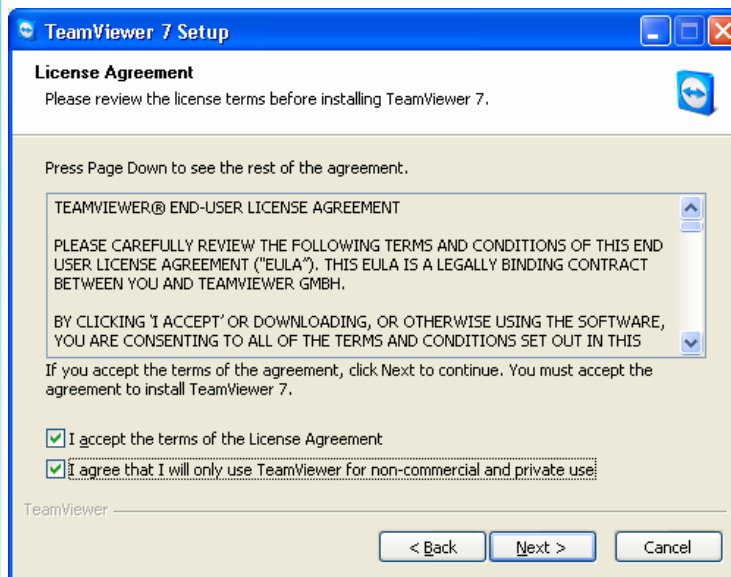 TeamViewer 7 Setup
License Agreement
Please review the license terms before installing TeamViewer 7.
Press Page Down to see the rest of the agreement.
TEAMVIEWER® END-USER LICENSE AGREEMENT
PLEASE CAREFULLY REVIEW THE FOLLOWING TERMS AND CONDITIONS OF THIS END
USER LICENSE AGREEMENT ("EULA"). THIS EULA IS A LEGALLY BINDING CONTRACT
BETWEEN YOU AND TEAMVIEWER GMBH.
BY CLICKING 'I ACCEPT' OR DOWNLOADING, OR OTHERWISE USING THE SOFTWARE,
YOU ARE CONSENTING TO ALL OF THE TERMS AND CONDITIONS SET OUT IN THIS
If you accept the terms of the agreement, click Next to continue. You must accept the
agreement to install TeamViewer 7.
I accept the terms of the License Agreement
I agree that I will only use TeamViewer for non-commercial and private use
TeamViewer
< Back Next > Cancel